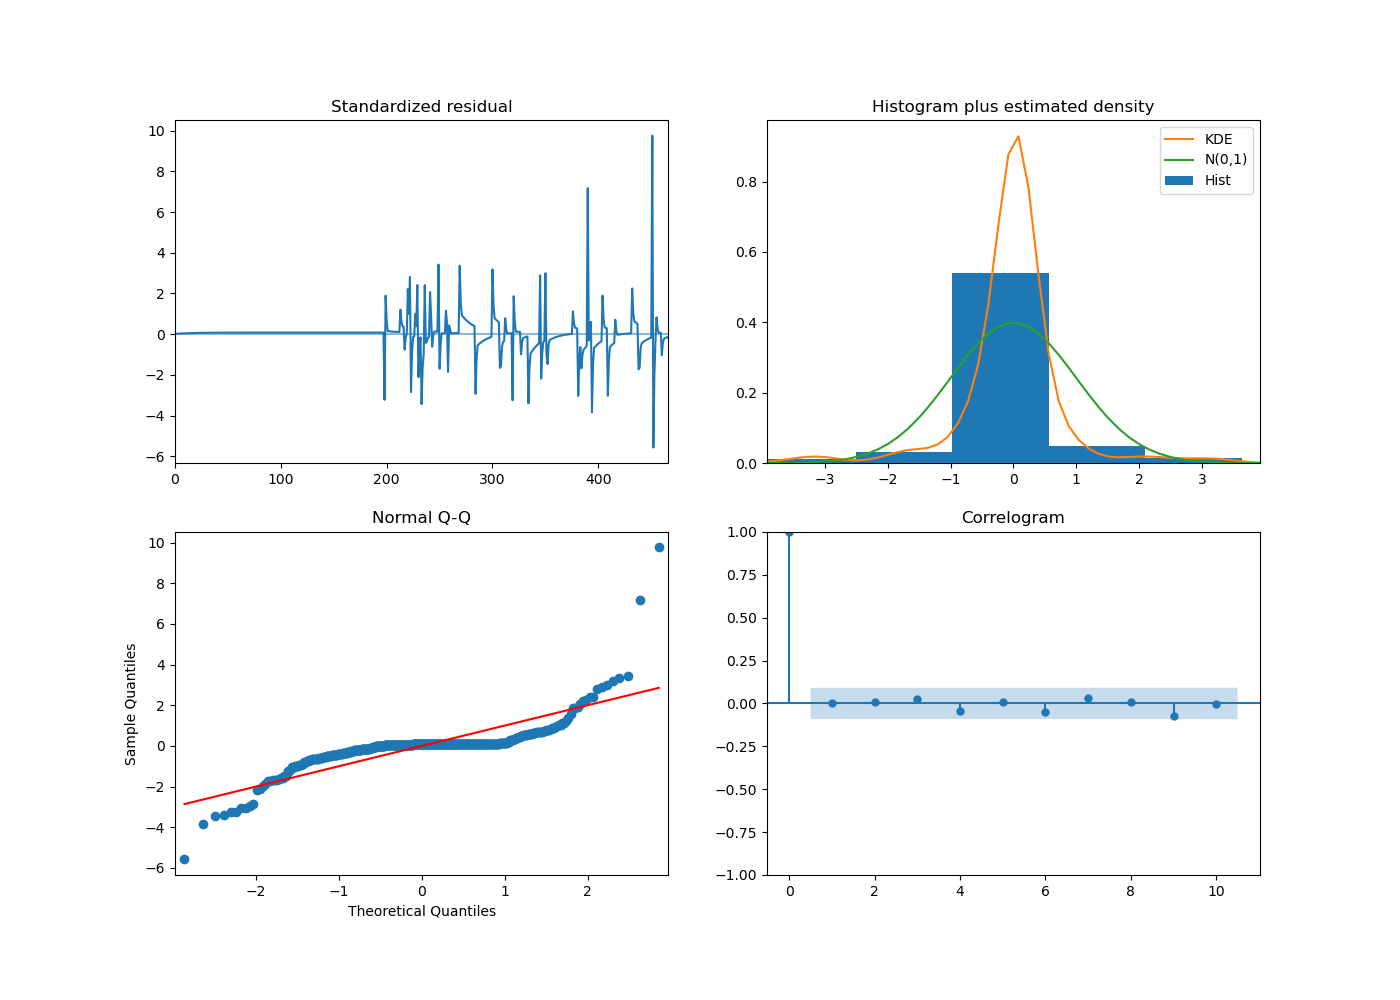 Standardized residual
10
8
6
4
2
0
−2
−4
−6
0 100 200 300 400
Histogram plus estimated density
KDE
N(0,1)
Hist
0.8
0.6
0.4
0.2
0.0
−3 −2 −1 0 1 2 3
Normal Q-Q
Sample Quantiles
10
8
6
4
2
0
−2
−4
−6
−2 −1 0 1 2
Theoretical Quantiles
Correlogram
1.00
0.75
0.50
0.25
0.00
−0.25
−0.50
−0.75
−1.00
0 2 4 6 8 10